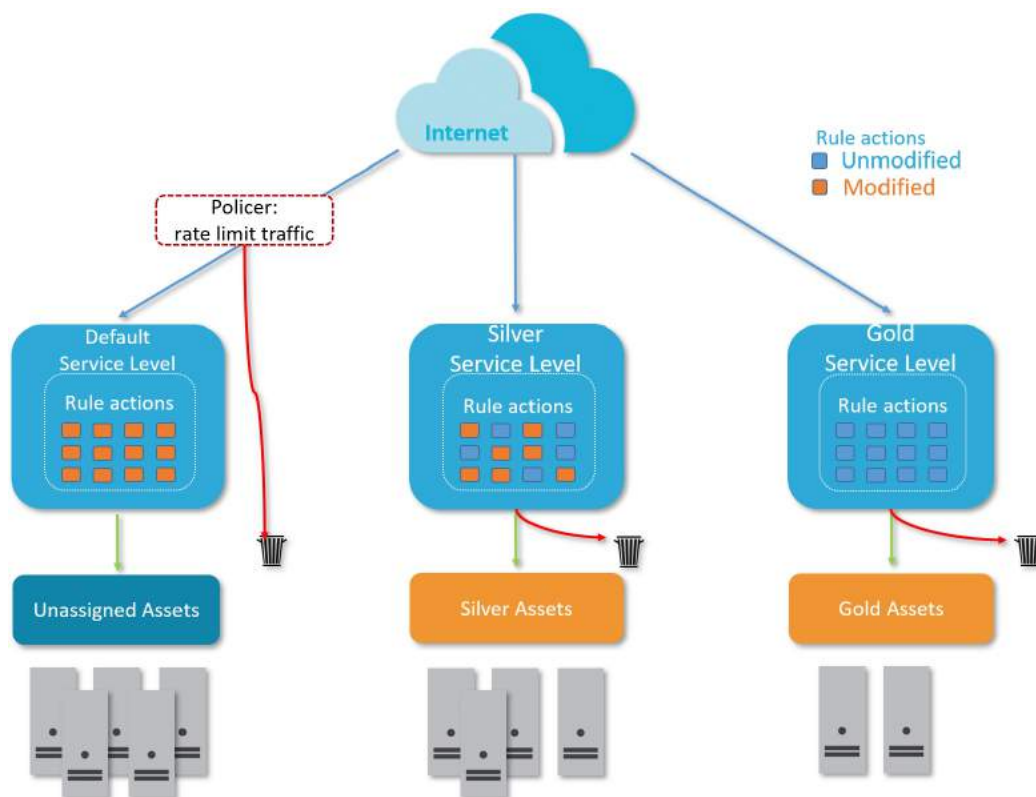 Internet
Rule actions
Unmodified
Modified
Policer:
rate limit traffic
Default
Service Level
Rule actions
Silver
Service Level
Rule actions
Gold
Service Level
Rule actions
Unassigned Assets
Silver Assets
Gold Assets